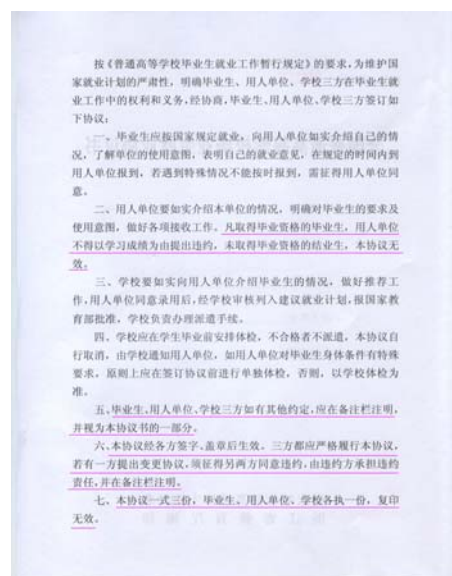 按《普通高等学校毕业生就业工作暂行规定》的要求，为维护国
家就业计划的严肃性，明确毕业生、用人单位、学校三方在毕业生就
业工作中的权利和义务，经协商，毕业生、用人单位、学校三方签订如
下协议：
一、毕业生应按国家规定就业，向用人单位如实介绍自己的情
况，了解单位的使用意图，表明自己的就业意见，在规定的时间内到
用人单位报到，若遇到特殊情况不能按时报到，需征得用人单位同
意。
二、用人单位要如实介绍本单位的情况，明确对毕业生的要求及
使用意图，做好各项接收工作。凡取得毕业资格的毕业生，用人单位
不得以学习成绩为由提出违约，未取得毕业资格的结业生，本协议无
效。
三、学校要如实向用人单位介绍毕业生的情况，做好推荐工
作，用人单位同意录用后，经学校审核列入建议就业计划，报国家教
育部批准，学校负责办理派遣手续。
四、学校应在学生毕业前安排体检，不合格者不派遣，本协议自
行取消，由学校通知用人单位，如用人单位对毕业生身体条件有特殊
要求，原则上应在签订协议前进行单独体检，否则，以学校体检为
准。
五、毕业生、用人单位、学校三方如有其他约定，应在备注栏注明，
并视为本协议书的一部分。
六、本协议经各方签字、盖章后生效。三方都应严格履行本协议，
若有一方提出变更协议，须征得另两方同意违约，由违约方承担违约
责任，并在备注栏注明。
七、本协议一式三份，毕业生、用人单位、学校各执一份，复印
无效。